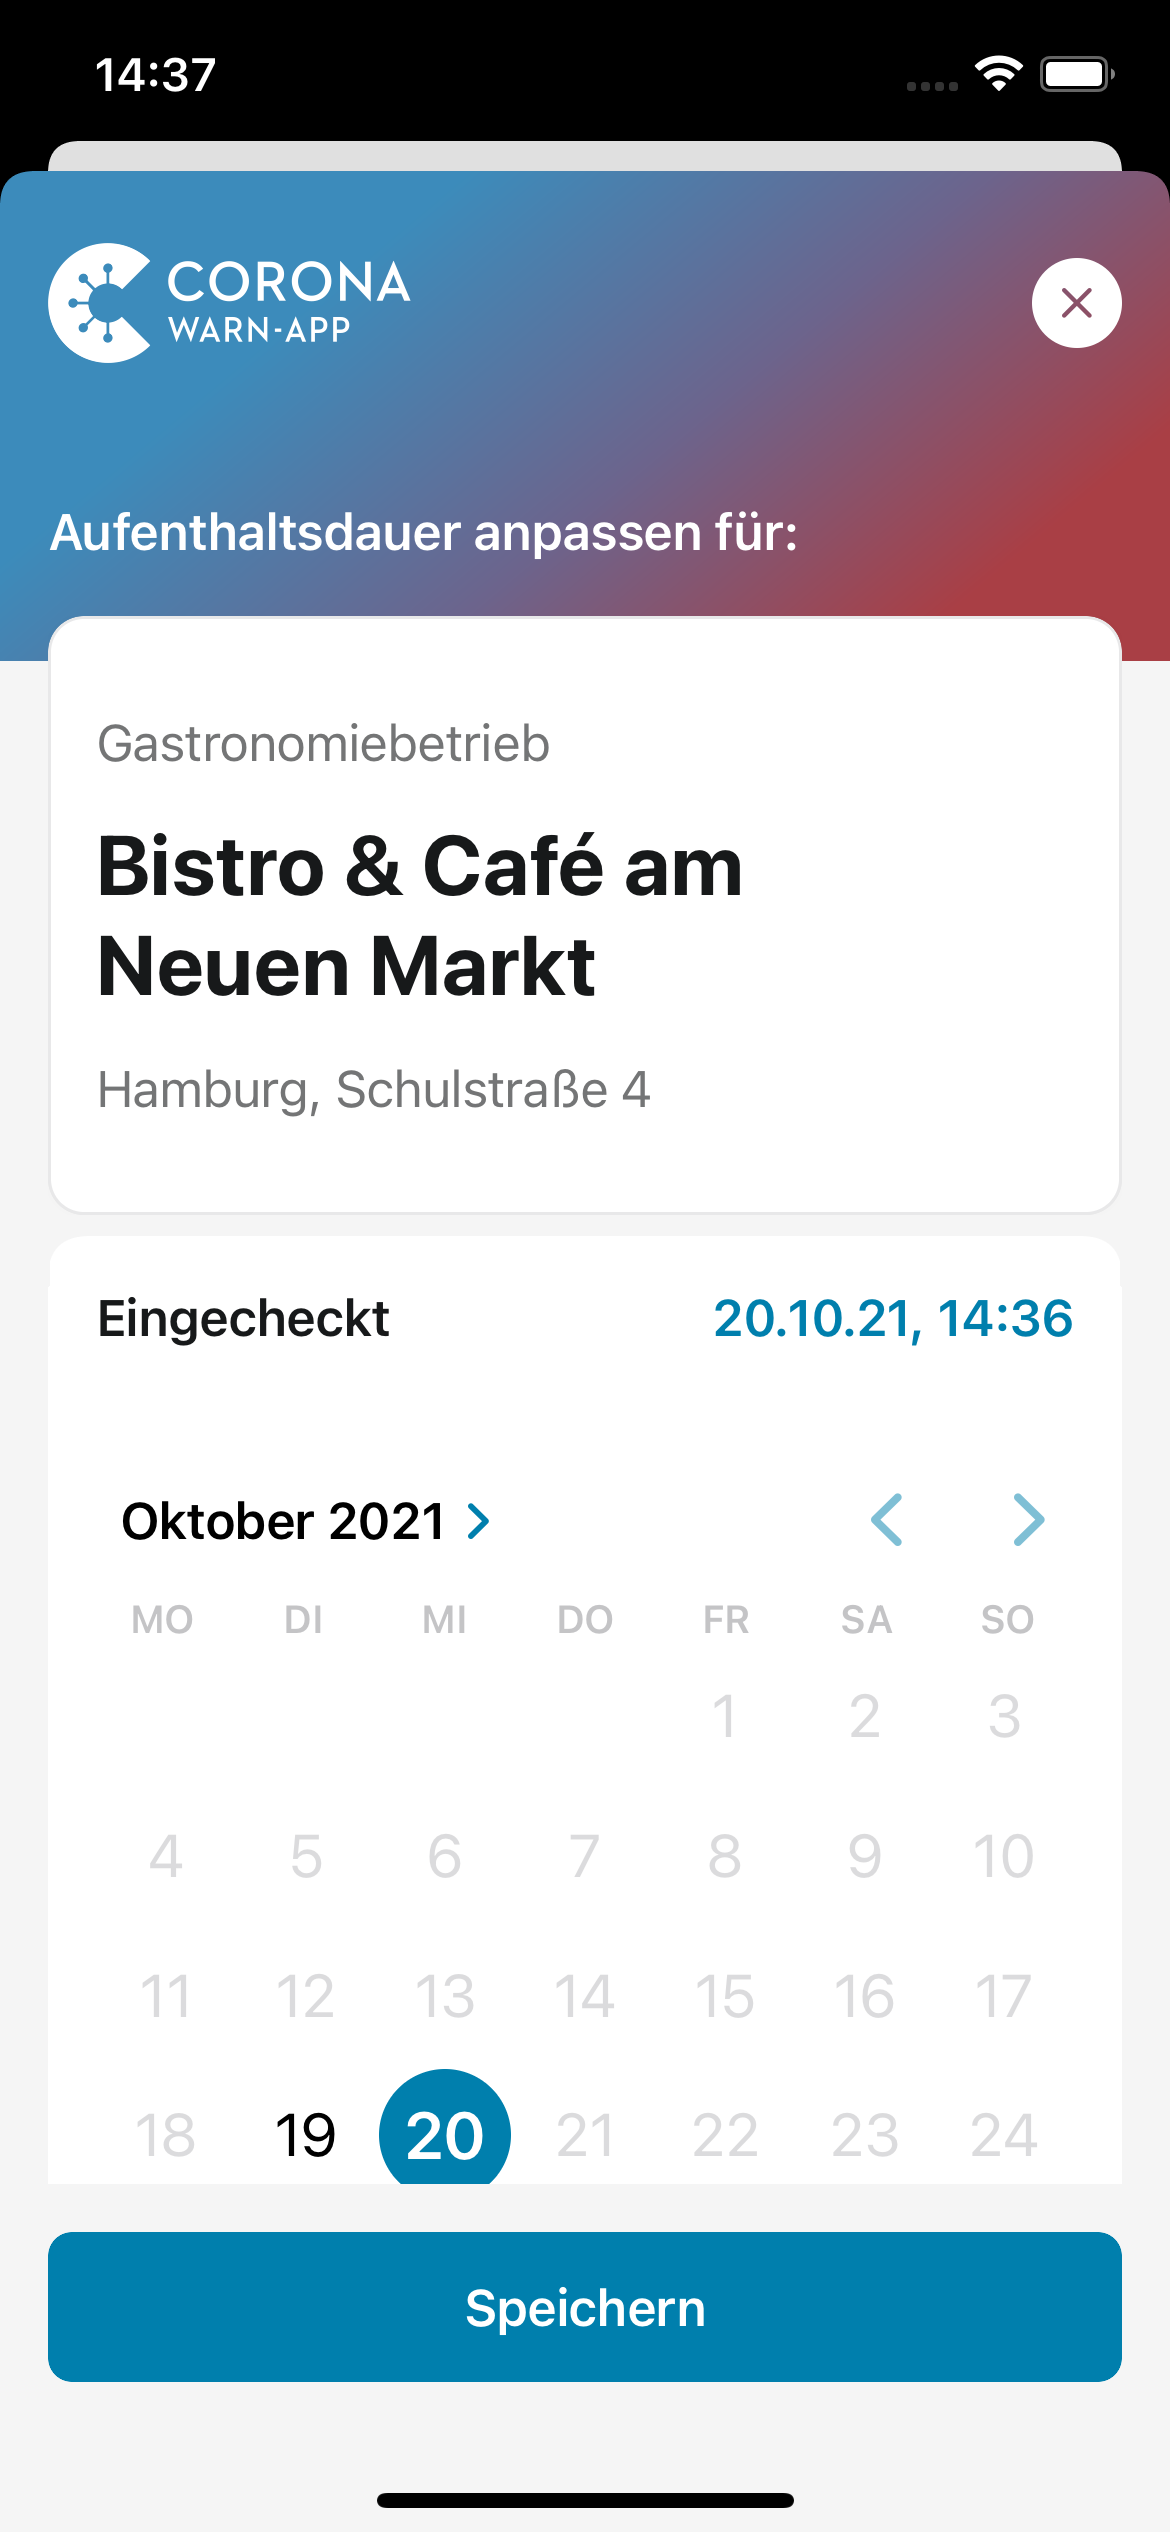 14:37
CORONA
WARN-APP
Aufenthaltsdauer anpassen für:
Gastronomiebetrieb
Bistro & Café am
Neuen Markt
Hamburg, Schulstraße 4
Eingecheckt 20.10.21, 14:36
Oktober 2021
MO DI MI DO FR SA SO
1 2 3
4 5 6 7 8 9 10
11 12 13 14 15 16 17
18 19 20 21 22 23 24
Speichern